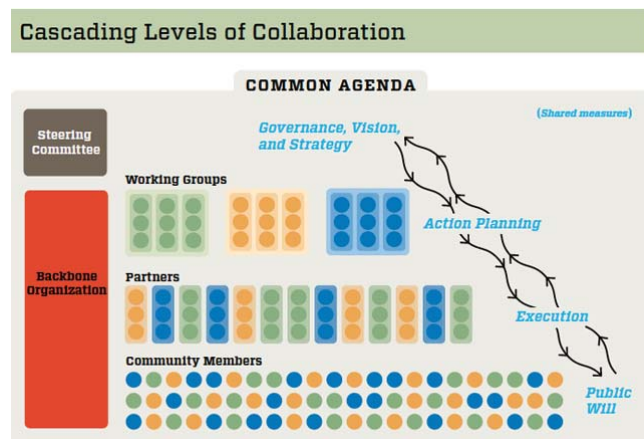 Cascading Levels of Collaboration
COMMON AGENDA
Steering
Committee
Governance, Vision,
and Strategy
(Shared measures)
Working Groups
Action Planning
Backbone
Organization
Partners
Execution
Community Members
Public
Will